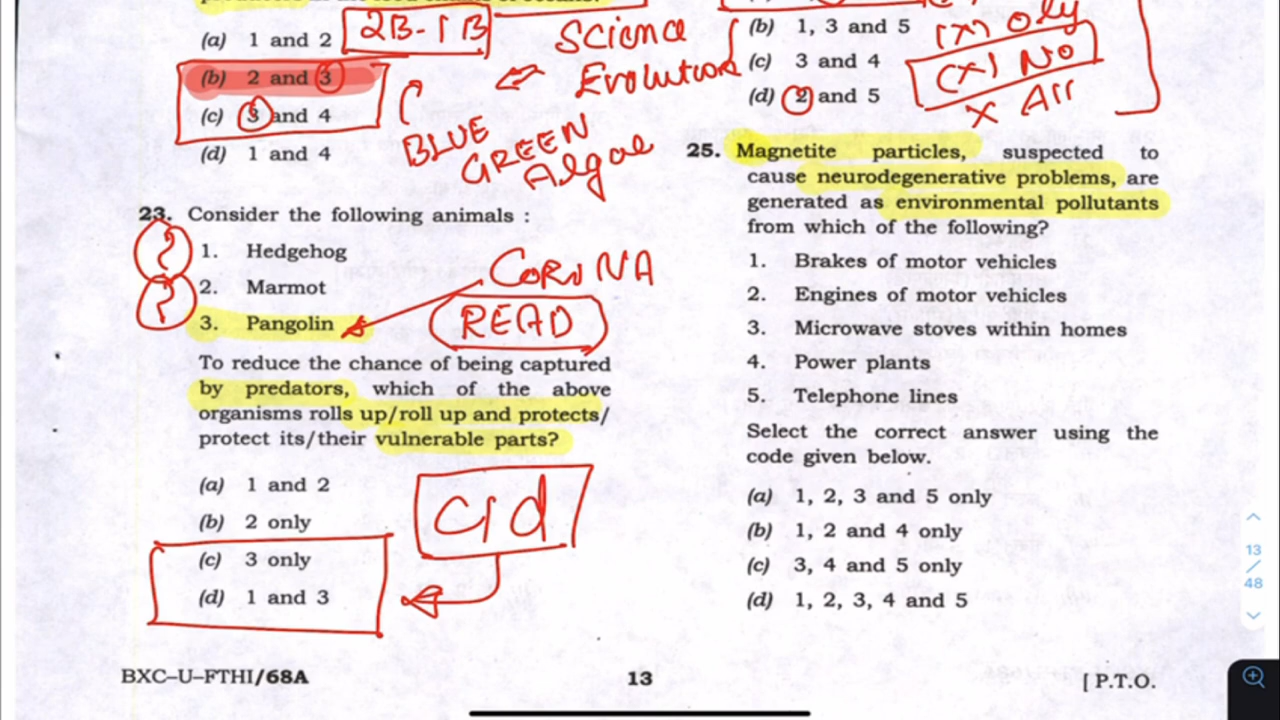 (a) 1 and 2
2B-1B
(b) 2 and 3
(c) 3 and 4
(d) 1 and 4
Science
Evolution
BLUE
GREEN
Algae
23. Consider the following animals :
1. Hedgehog
2. Marmot
3. Pangolin
CORONA
READ
To reduce the chance of being captured
by predators, which of the above
organisms rolls up/roll up and protects/
protect its/their vulnerable parts?
(a) 1 and 2
(b) 2 only
(c) 3 only
(d) 1 and 3
C/d
(b) 1, 3 and 5
(c) 3 and 4
(d) 2 and 5
(x) only
(x) No
x All
25. Magnetite particles, suspected to
cause neurodegenerative problems, are
generated as environmental pollutants
from which of the following?
1. Brakes of motor vehicles
2. Engines of motor vehicles
3. Microwave stoves within homes
4. Power plants
5. Telephone lines
Select the correct answer using the
code given below.
(a) 1, 2, 3 and 5 only
(b) 1, 2 and 4 only
(c) 3, 4 and 5 only
(d) 1, 2, 3, 4 and 5
13
/
48
BXC–U–FTHI/68A
13
[ P.T.O.